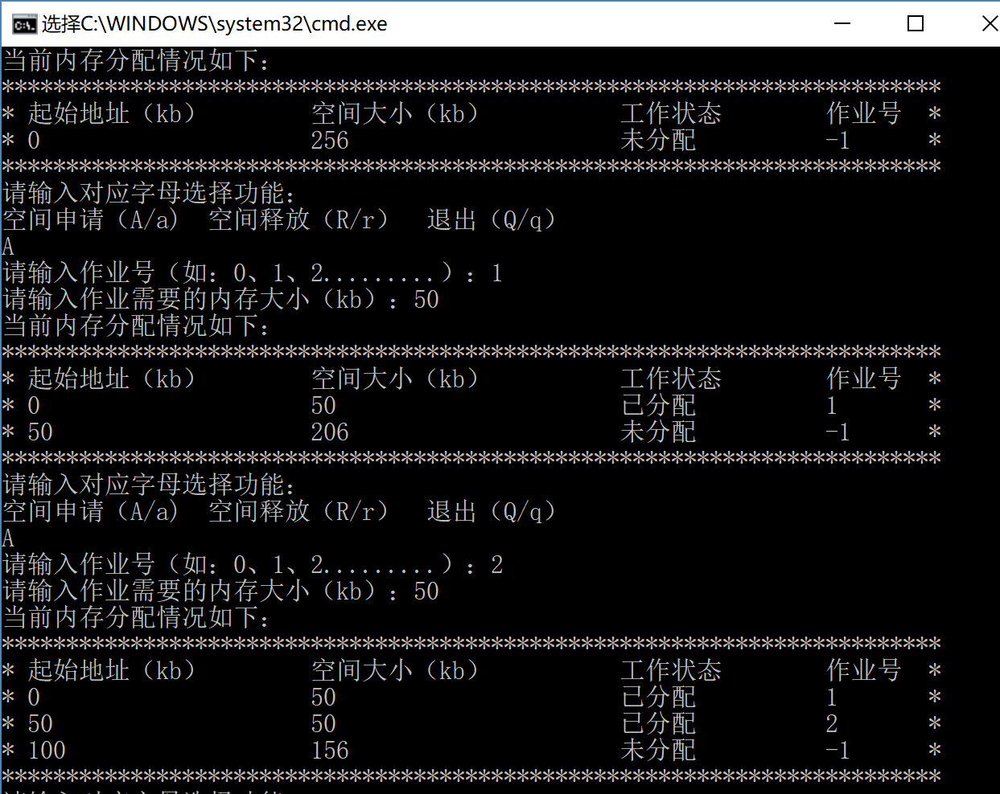 选择C:\WINDOWS\system32\cmd.exe
当前内存分配情况如下：
*************************************************************************
* 起始地址（kb） 空间大小（kb） 工作状态 作业号 *
* 0 256 未分配 -1 *
*************************************************************************
请输入对应字母选择功能：
空间申请（A/a） 空间释放（R/r） 退出（Q/q）
A
请输入作业号（如：0、1、2.........）：1
请输入作业需要的内存大小（kb）：50
当前内存分配情况如下：
*************************************************************************
* 起始地址（kb） 空间大小（kb） 工作状态 作业号 *
* 0 50 已分配 1 *
* 50 206 未分配 -1 *
*************************************************************************
请输入对应字母选择功能：
空间申请（A/a） 空间释放（R/r） 退出（Q/q）
A
请输入作业号（如：0、1、2.........）：2
请输入作业需要的内存大小（kb）：50
当前内存分配情况如下：
*************************************************************************
* 起始地址（kb） 空间大小（kb） 工作状态 作业号 *
* 0 50 已分配 1 *
* 50 50 已分配 2 *
* 100 156 未分配 -1 *
*************************************************************************